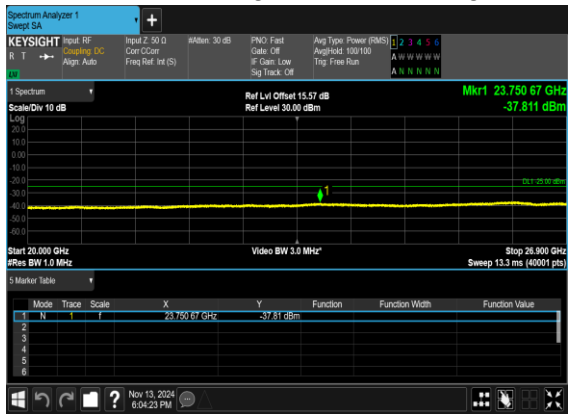 Spectrum Analyzer 1
Swept SA
KEYSIGHT Input: RF Input Z: 50 Ω #Atten: 30 dB PNO: Fast Avg Type: Power (RMS) 1 2 3 4 5 6
R T Coupling: DC Corr CCorr Gate: Off Avg|Hold: 100/100 A W W W W W
Align: Auto Freq Ref: Int (S) IF Gain: Low Trig: Free Run
Sig Track: Off A N N N N N
1 Spectrum Ref Lvl Offset 15.57 dB Mkr1 23.750 67 GHz
Scale/Div 10 dB Ref Level 30.00 dBm -37.811 dBm
Log
20.0
10.0
0.00
-10.0
-20.0
DL1 -25.00 dBm
1
-30.0
-40.0
-50.0
-60.0
Start 20.000 GHz Video BW 3.0 MHz* Stop 26.900 GHz
#Res BW 1.0 MHz Sweep 13.3 ms (40001 pts)
5 Marker Table
Mode Trace Scale X Y Function Function Width Function Value
1 N 1 f 23.750 67 GHz -37.81 dBm
2
3
4
5
6
? Nov 13, 2024
6:04:23 PM